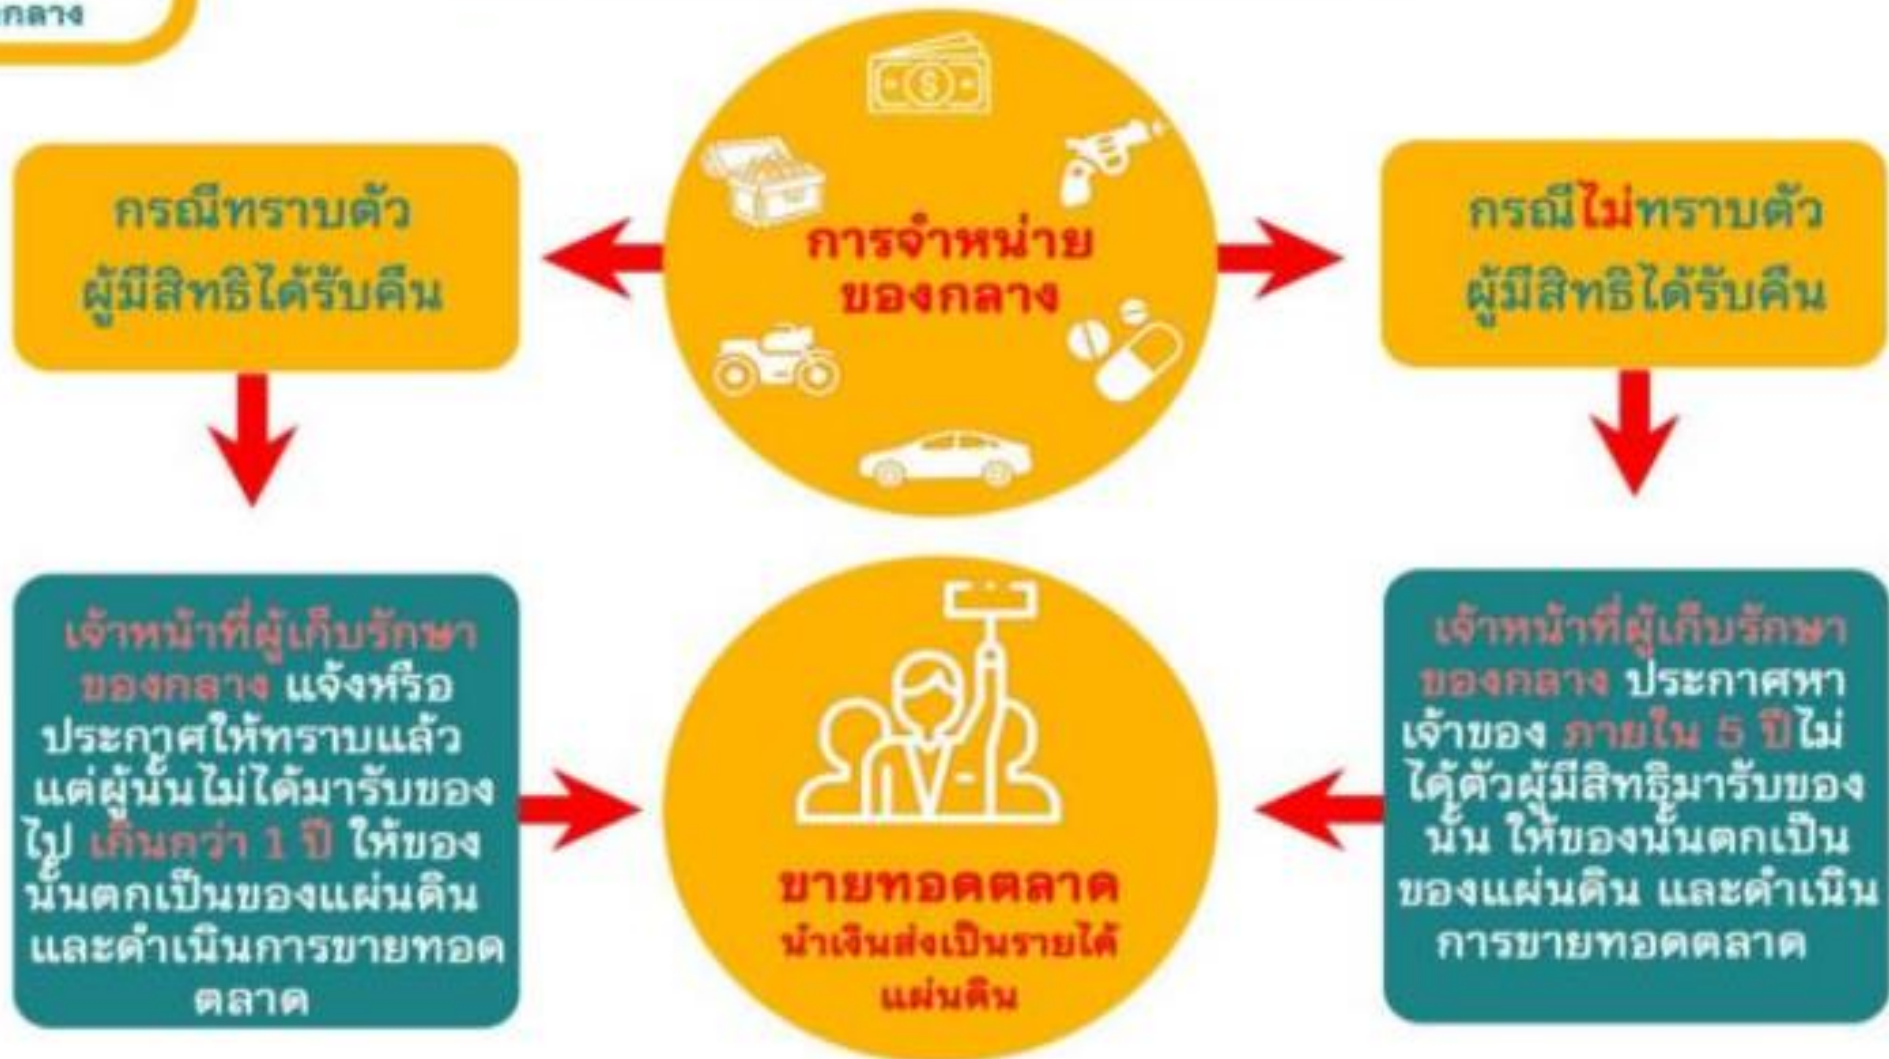 กลาง
การจำหน่าย
ของกลาง
กรณีทราบตัว
ผู้มีสิทธิได้รับคืน
กรณีไม่ทราบตัว
ผู้มีสิทธิได้รับคืน
เจ้าหน้าที่ผู้เก็บรักษา
ของกลาง แจ้งหรือ
ประกาศให้ทราบแล้ว
แต่ผู้นั้นไม่ได้มารับของ
ไป เกินกว่า 1 ปี ให้ของ
นั้นตกเป็นของแผ่นดิน
และดำเนินการขายทอด
ตลาด
เจ้าหน้าที่ผู้เก็บรักษา
ของกลาง ประกาศหา
เจ้าของ ภายใน 5 ปีไม่
ได้ตัวผู้มีสิทธิมารับของ
นั้น ให้ของนั้นตกเป็น
ของแผ่นดิน และดำเนิน
การขายทอดตลาด
ขายทอดตลาด
นำเงินส่งเป็นรายได้
แผ่นดิน